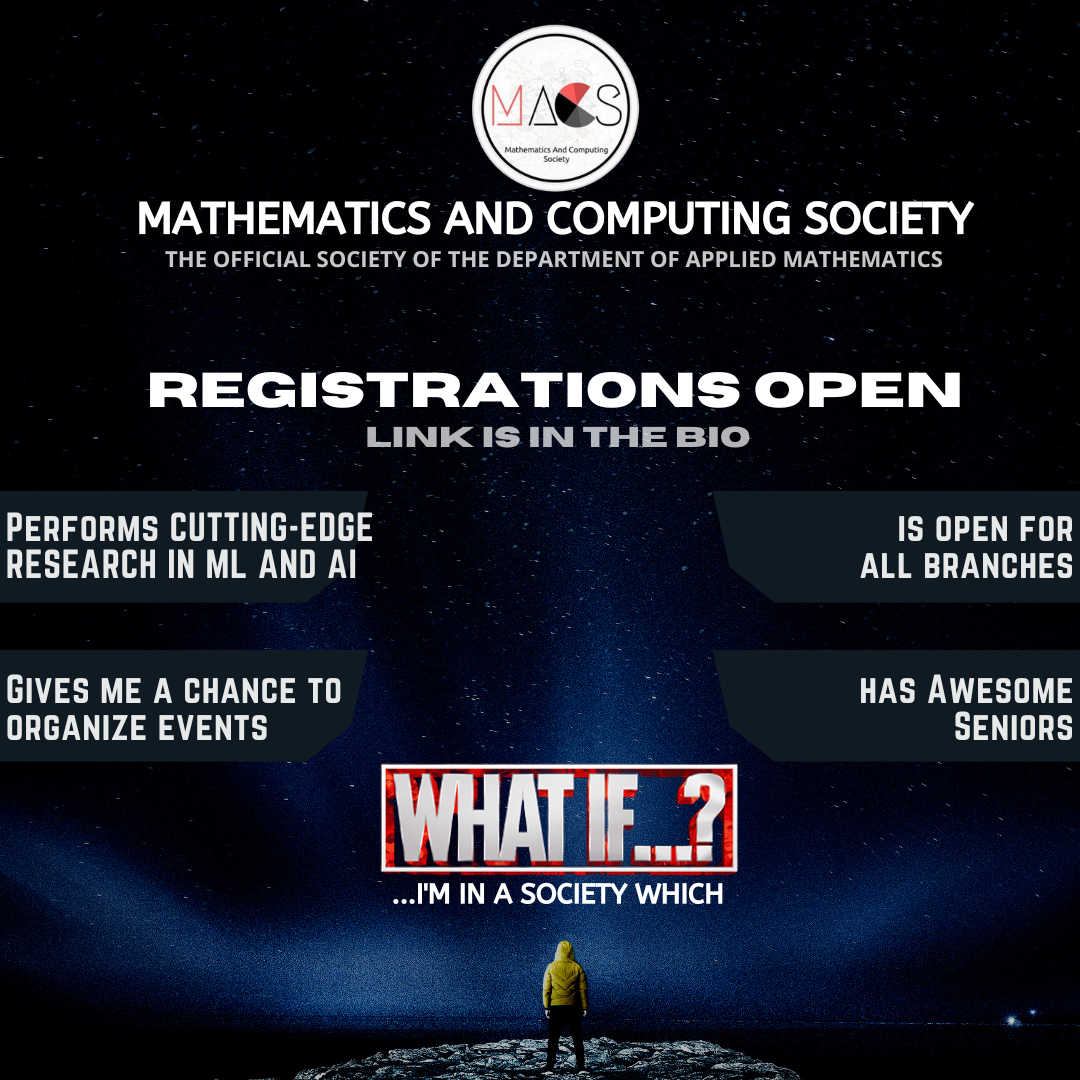 MACS
Mathematics And Computing
Society
MATHEMATICS AND COMPUTING SOCIETY
THE OFFICIAL SOCIETY OF THE DEPARTMENT OF APPLIED MATHEMATICS
REGISTRATIONS OPEN
LINK IS IN THE BIO
PERFORMS CUTTING-EDGE
RESEARCH IN ML AND AI
IS OPEN FOR
ALL BRANCHES
GIVES ME A CHANCE TO
ORGANIZE EVENTS
HAS AWESOME
SENIORS
WHAT IF...?
...I'M IN A SOCIETY WHICH